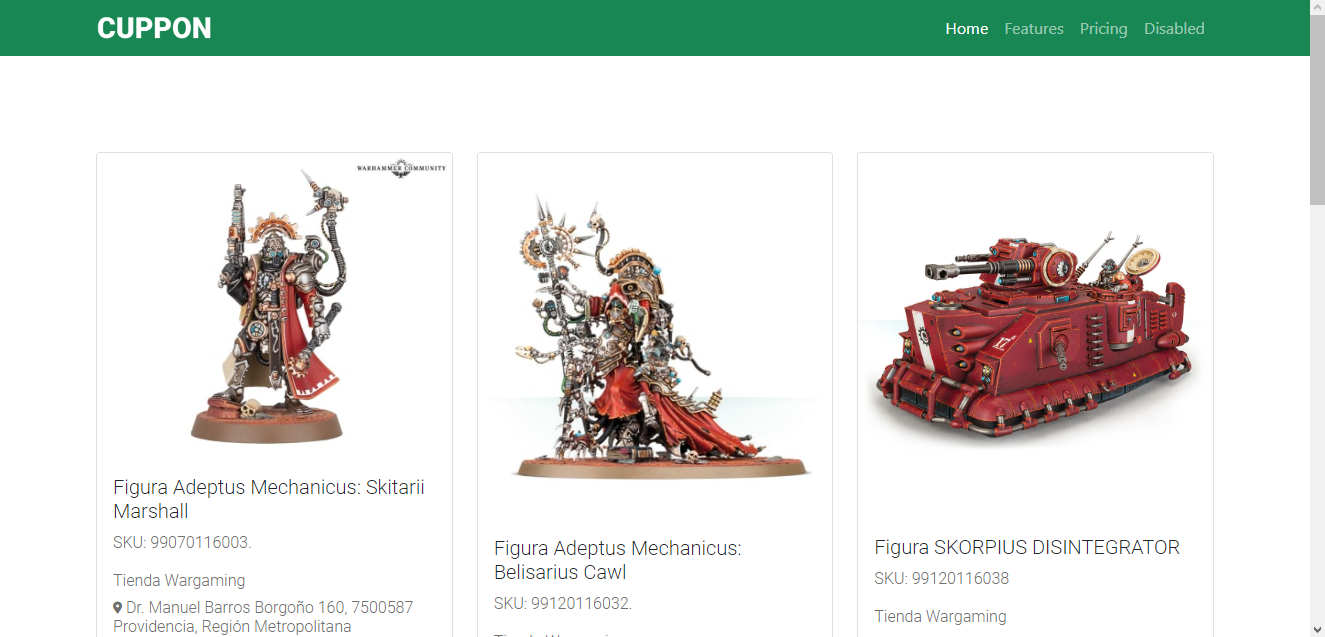 CUPPON
Home Features Pricing Disabled
WARHAMMER COMMUNITY
Figura Adeptus Mechanicus: Skitarii
Marshall
SKU: 99070116003.
Tienda Wargaming
Dr. Manuel Barros Borgoño 160, 7500587
Providencia, Región Metropolitana
Figura Adeptus Mechanicus:
Belisarius Cawl
SKU: 99120116032.
Figura SKORPIUS DISINTEGRATOR
SKU: 99120116038
Tienda Wargaming